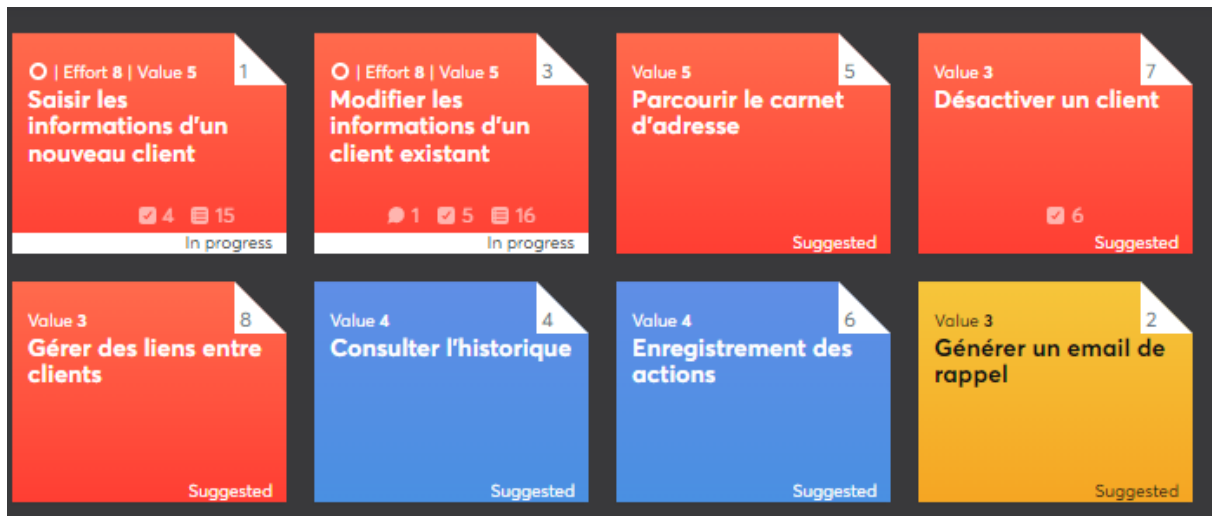 O | Effort 8 | Value 5 1
Saisir les
informations d'un
nouveau client
4 15
In progress
O | Effort 8 | Value 5 3
Modifier les
informations d'un
client existant
1 5 16
In progress
Value 5 5
Parcourir le carnet
d'adresse
Suggested
Value 3 7
Désactiver un client
6
Suggested
Value 3 8
Gérer des liens entre
clients
Suggested
Value 4 4
Consulter l'historique
Suggested
Value 4 6
Enregistrement des
actions
Suggested
Value 3 2
Générer un email de
rappel
Suggested